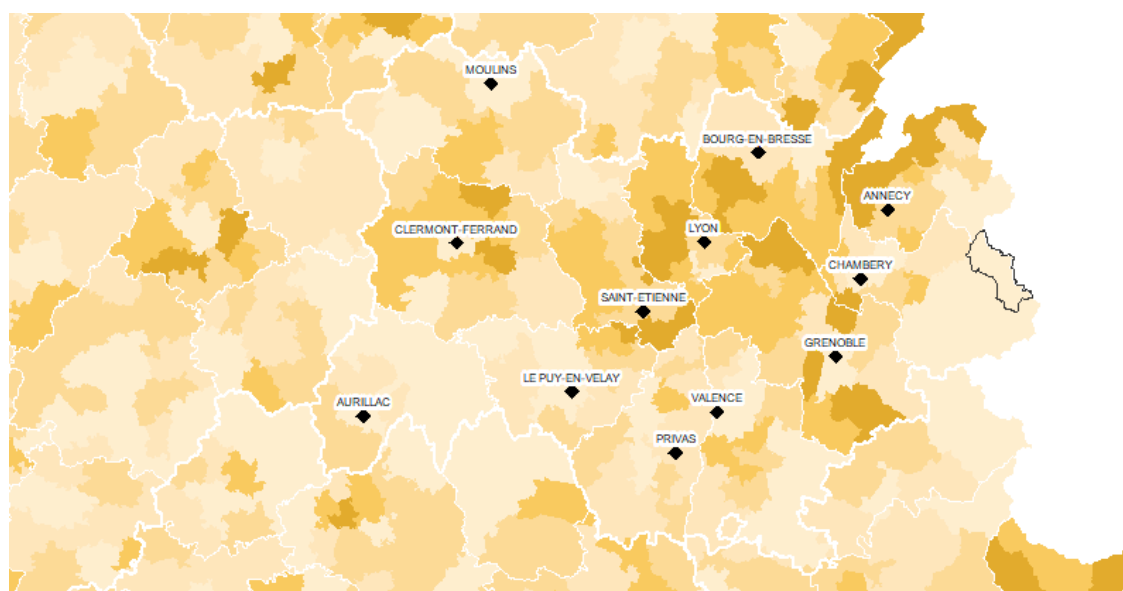 MOULINS
BOURG-EN-BRESSE
ANNECY
CLERMONT-FERRAND
LYON
CHAMBERY
SAINT-ETIENNE
GRENOBLE
LE PUY-EN-VELAY
AURILLAC
VALENCE
PRIVAS